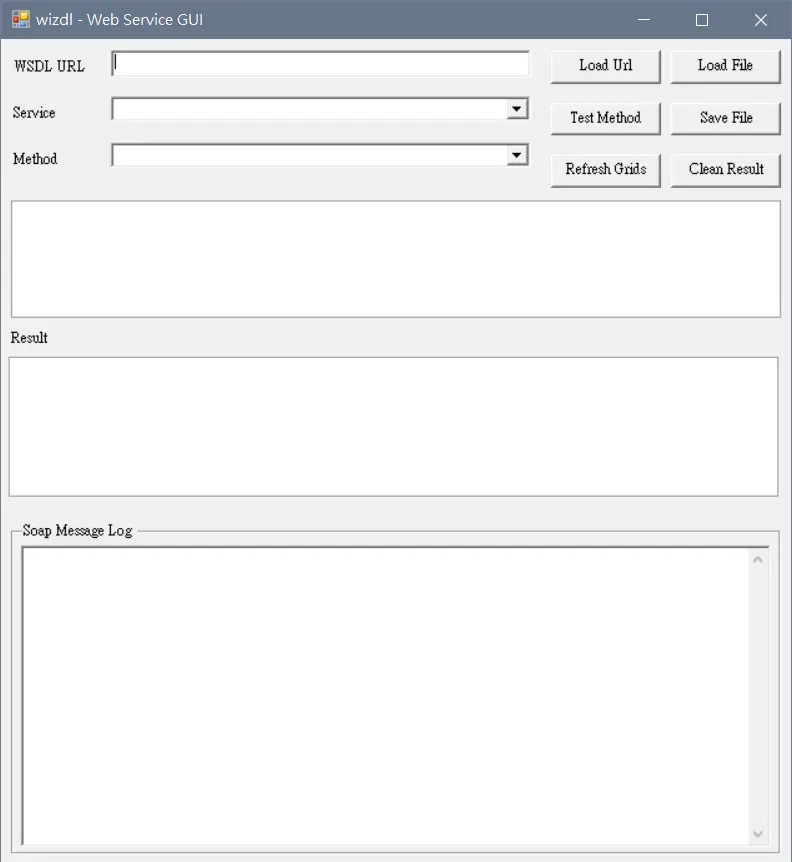 wizdl - Web Service GUI
WSDL URL
Load Url
Load File
Service
Test Method
Save File
Method
Refresh Grids
Clean Result
Result
Soap Message Log